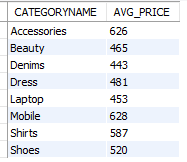 CATEGORYNAME AVG_PRICE
Accessories 626
Beauty 465
Denims 443
Dress 481
Laptop 453
Mobile 628
Shirts 587
Shoes 520